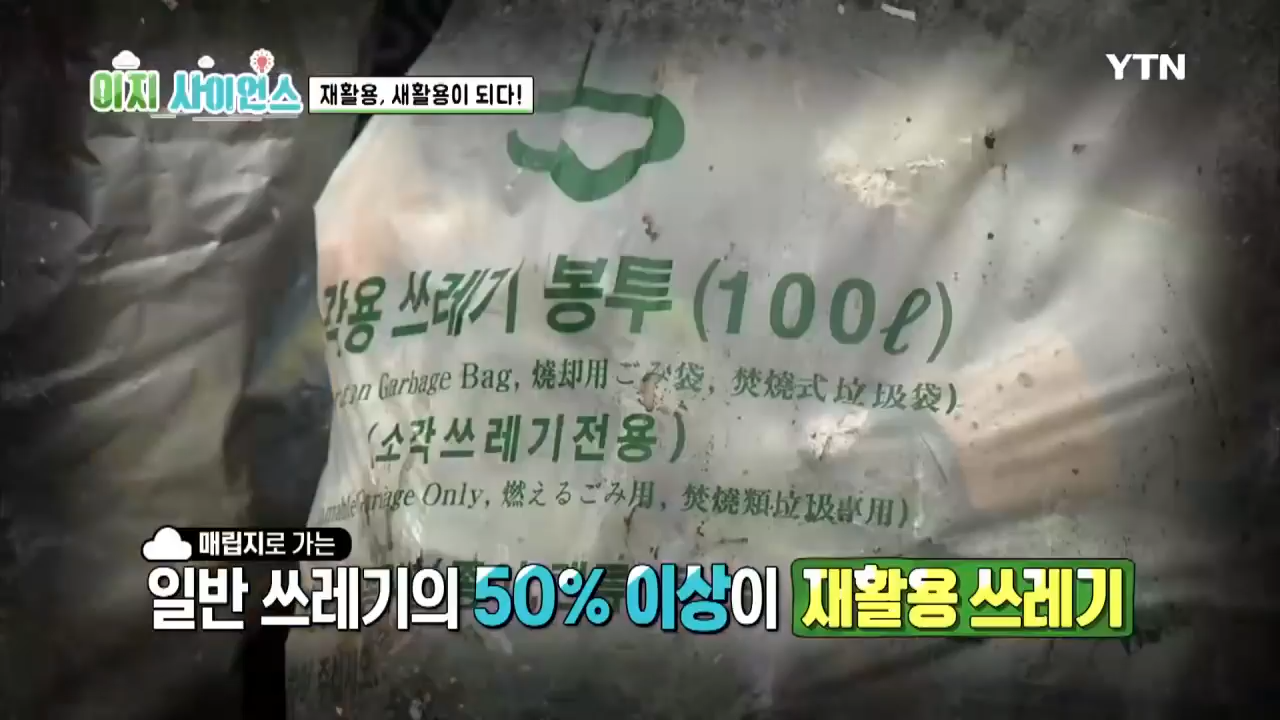 이지 사이언스
재활용, 새활용이 되다!
YTN
각용 쓰레기 봉투 (100ℓ)
Garbage Bag, 燒却用ごみ袋, 焚燒式垃圾袋)
(소각쓰레기전용)
Only, 燃えるごみ用, 焚燒類垃圾專用)
매립지로 가는
일반 쓰레기의 50% 이상이 재활용 쓰레기